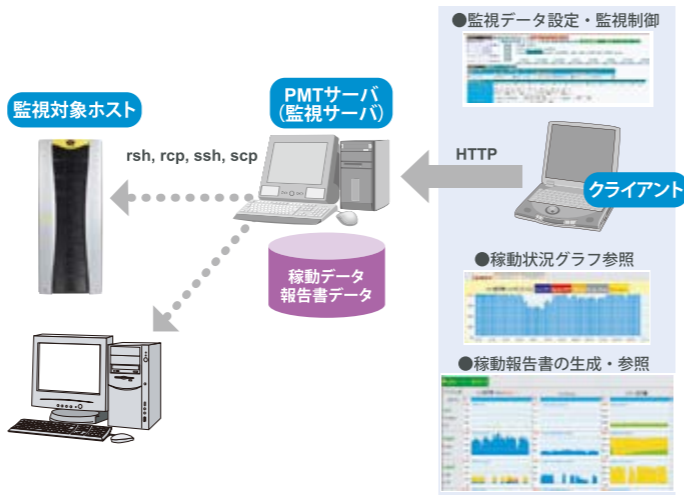 ●監視データ設定・監視制御
PMTサーバ
(監視サーバ)
監視対象ホスト
rsh, rcp, ssh, scp
HTTP
クライアント
稼動データ
報告書データ
●稼動状況グラフ参照
●稼動報告書の生成・参照